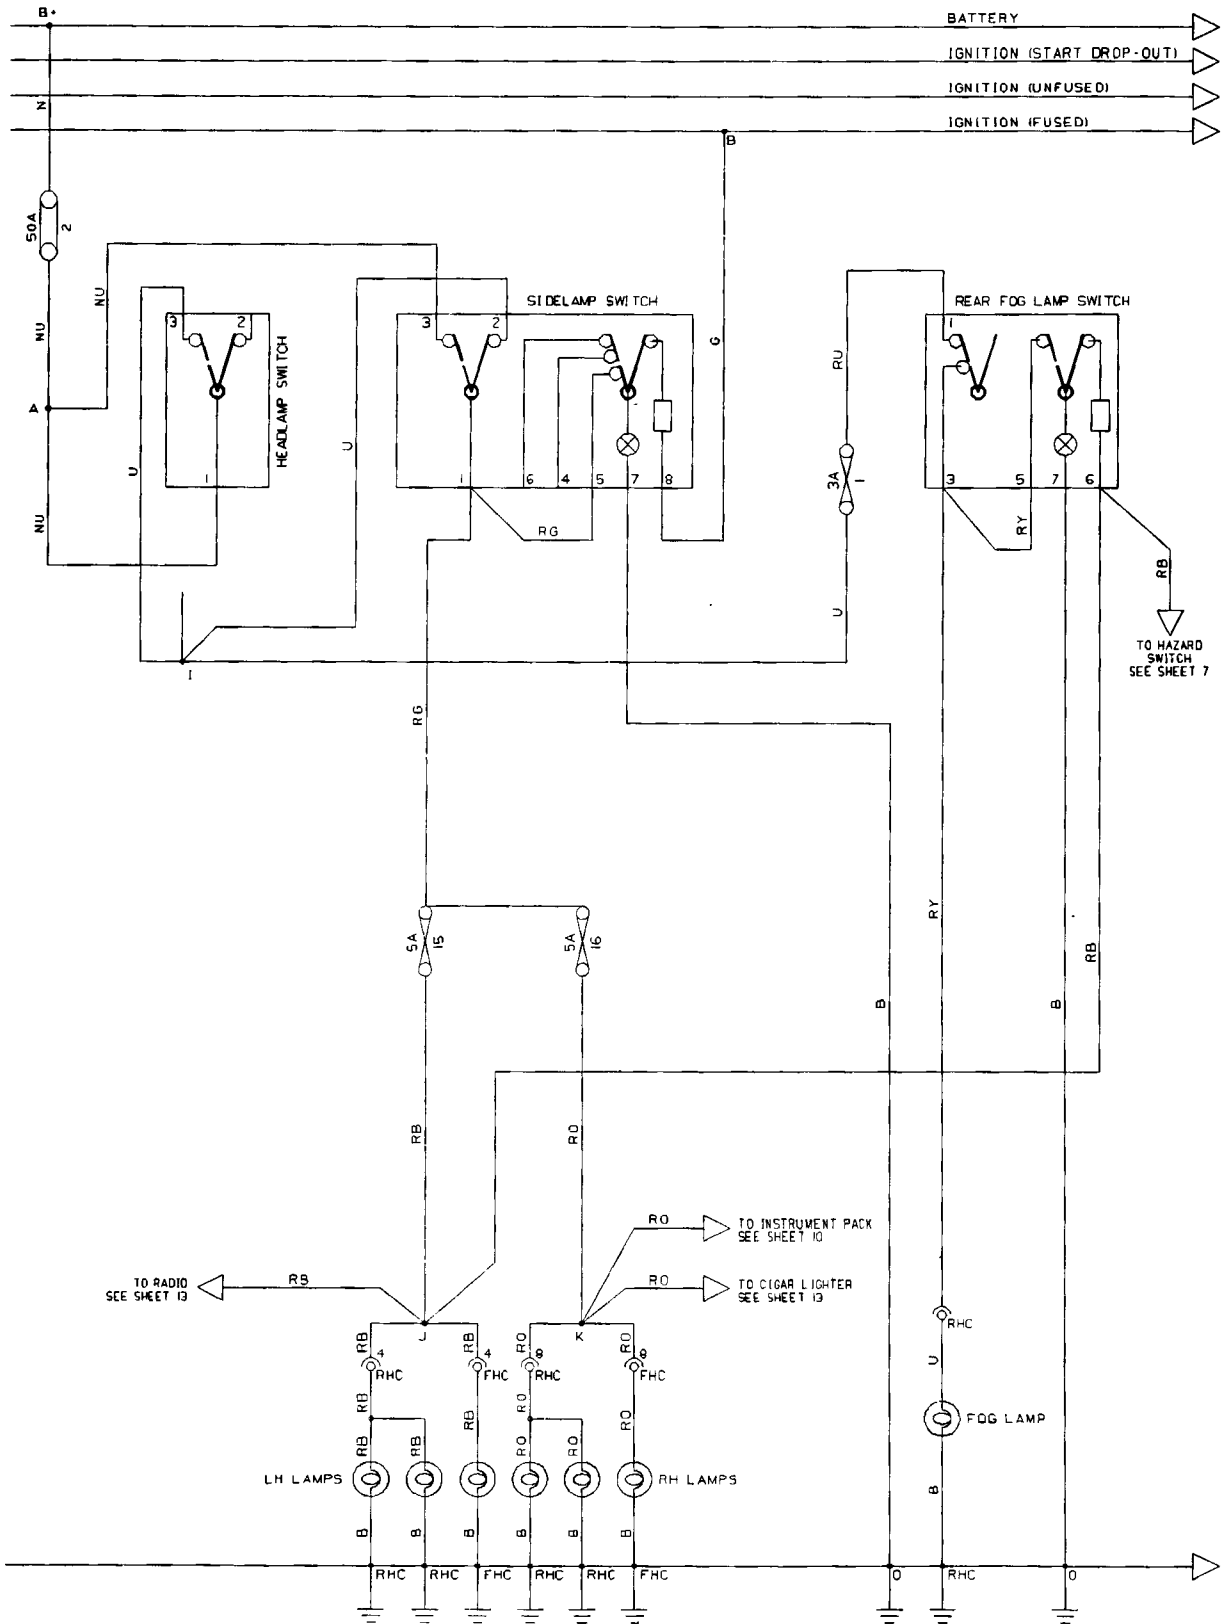 B+
BATTERY
IGNITION (START DROP-OUT)
IGNITION (UNFUSED)
IGNITION (FUSED)
N
B
50A
2
NU
NU
SIDELAMP SWITCH
REAR FOG LAMP SWITCH
3
2
3
2
1
HEADLAMP SWITCH
G
RU
A
U
U
3A
1
1
1
6
4
5
7
8
3
5
7
6
NU
RG
RY
RB
U
TO HAZARD
SWITCH
SEE SHEET 7
I
RG
RY
5A
15
5A
16
RB
B
B
RB
RO
RO
TO INSTRUMENT PACK
SEE SHEET 10
TO RADIO
SEE SHEET 13
RB
RO
TO CIGAR LIGHTER
SEE SHEET 13
RHC
J
K
RB
4
RHC
RB
4
FHC
RO
8
RHC
RO
8
FHC
U
RB
RB
RO
RO
FOG LAMP
RB
RB
RO
RO
LH LAMPS
RH LAMPS
B
B
B
B
B
B
B
B
RHC
RHC
FHC
RHC
RHC
FHC
O
RHC
O